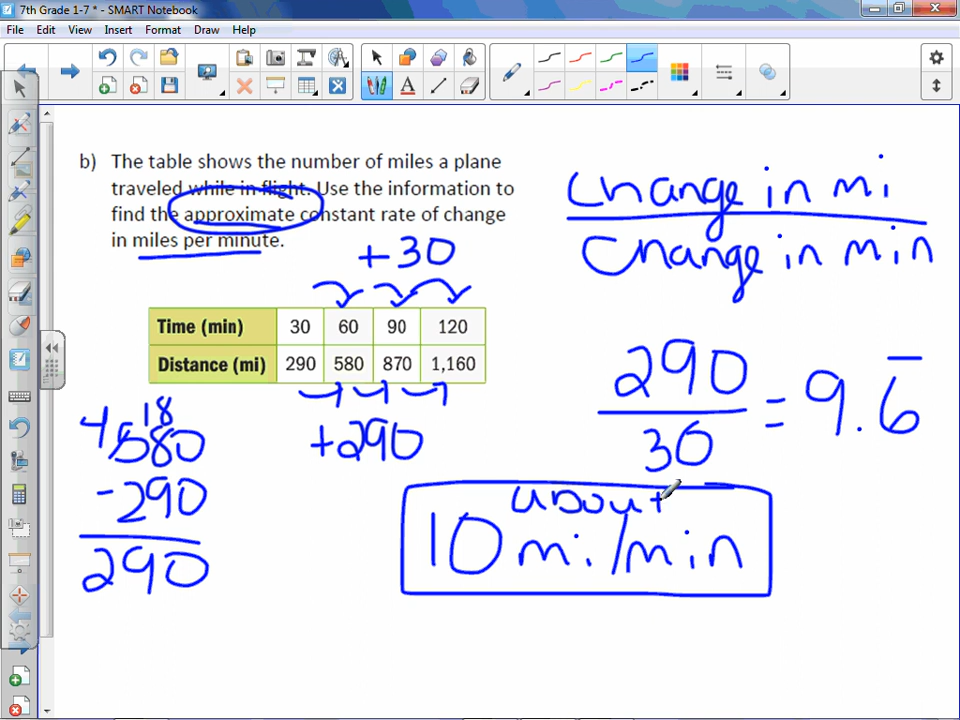 7th Grade 1-7 * - SMART Notebook
File Edit View Insert Format Draw Help
b) The table shows the number of miles a plane
traveled while in flight. Use the information to
find the approximate constant rate of change
in miles per minute.
Change in mi
Change in min
+30
Time (min) 30 60 90 120
Distance (mi) 290 580 870 1,160
+290
290
30
= 9.6̅
4 18
580
-290
290
about
10 mi/min